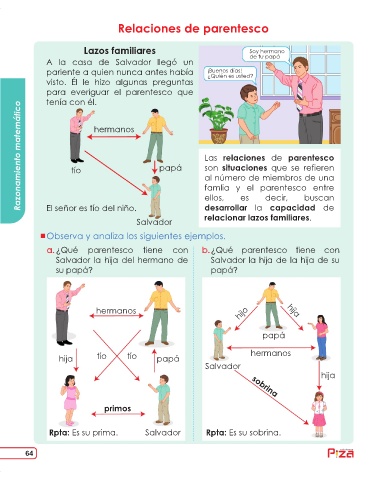 Relaciones de parentesco
Lazos familiares
A la casa de Salvador llegó un
pariente a quien nunca antes había
visto. Él le hizo algunas preguntas
para averiguar el parentesco que
tenía con él.
Soy hermano
de tu papá
¡Buenos días!
¿Quién es usted?
hermanos
tío
papá
El señor es tío del niño.
Salvador
Las relaciones de parentesco
son situaciones que se refieren
al número de miembros de una
familia y el parentesco entre
ellos, es decir, buscan
desarrollar la capacidad de
relacionar lazos familiares.
Razonamiento matemático
Observa y analiza los siguientes ejemplos.
a. ¿Qué parentesco tiene con
Salvador la hija del hermano de
su papá?
hermanos
hija
tío
tío
papá
primos
Rpta: Es su prima.
Salvador
b. ¿Qué parentesco tiene con
Salvador la hija de la hija de su
papá?
hijo
hija
papá
hermanos
Salvador
hija
sobrina
Rpta: Es su sobrina.
64